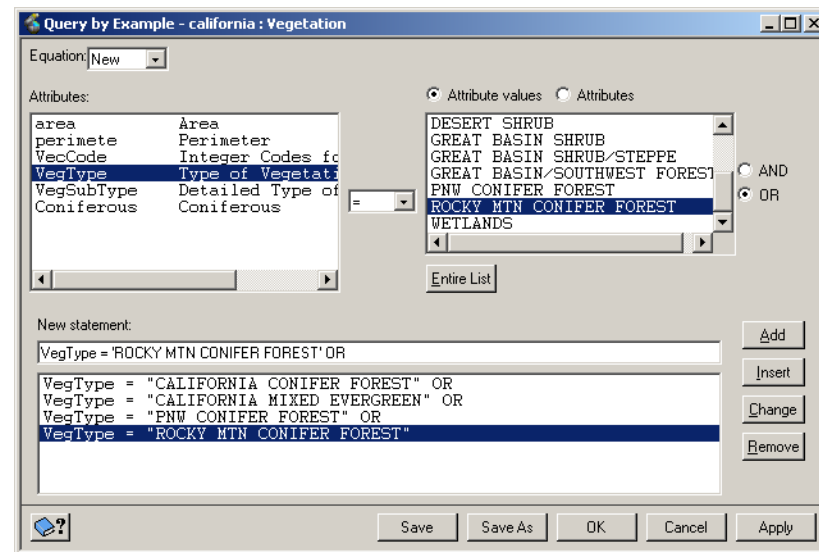 Query by Example - california : Vegetation
Equation: New
Attributes:
Attribute values Attributes
area Area
perimete Perimeter
VecCode Integer Codes fo
VegType Type of Vegetati
VegSubType Detailed Type of
Coniferous Coniferous
=
DESERT SHRUB
GREAT BASIN SHRUB
GREAT BASIN SHRUB/STEPPE
GREAT BASIN/SOUTHWEST FOREST
PNW CONIFER FOREST
ROCKY MTN CONIFER FOREST
WETLANDS
AND
OR
Entire List
New statement:
VegType = 'ROCKY MTN CONIFER FOREST' OR
Add
Insert
Change
Remove
VegType = "CALIFORNIA CONIFER FOREST" OR
VegType = "CALIFORNIA MIXED EVERGREEN" OR
VegType = "PNW CONIFER FOREST" OR
VegType = "ROCKY MTN CONIFER FOREST"
?
Save Save As OK Cancel Apply